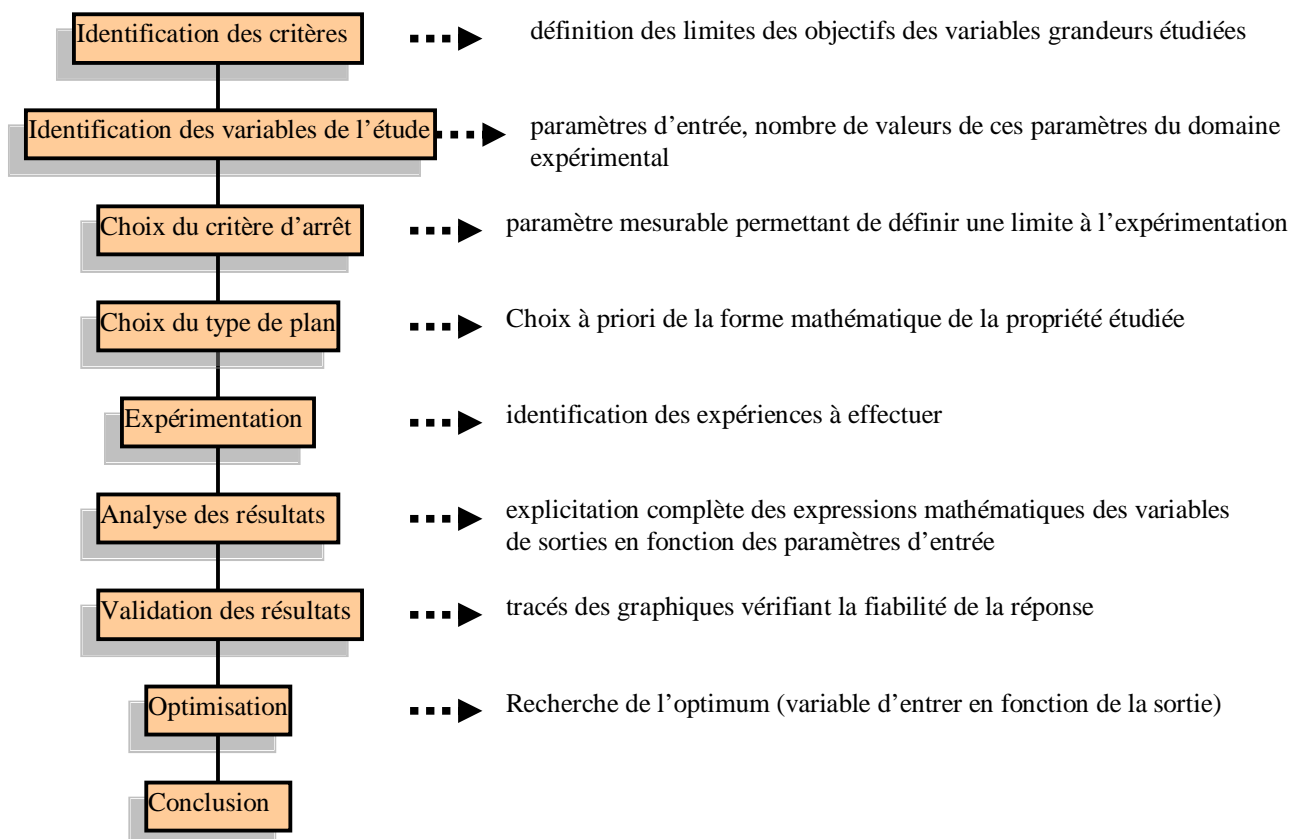 Identification des critères
définition des limites des objectifs des variables grandeurs étudiées
Identification des variables de l’étude
paramètres d’entrée, nombre de valeurs de ces paramètres du domaine
expérimental
Choix du critère d’arrêt
paramètre mesurable permettant de définir une limite à l’expérimentation
Choix du type de plan
Choix à priori de la forme mathématique de la propriété étudiée
Expérimentation
identification des expériences à effectuer
Analyse des résultats
explicitation complète des expressions mathématiques des variables
de sorties en fonction des paramètres d’entrée
Validation des résultats
tracés des graphiques vérifiant la fiabilité de la réponse
Optimisation
Recherche de l’optimum (variable d’entrer en fonction de la sortie)
Conclusion